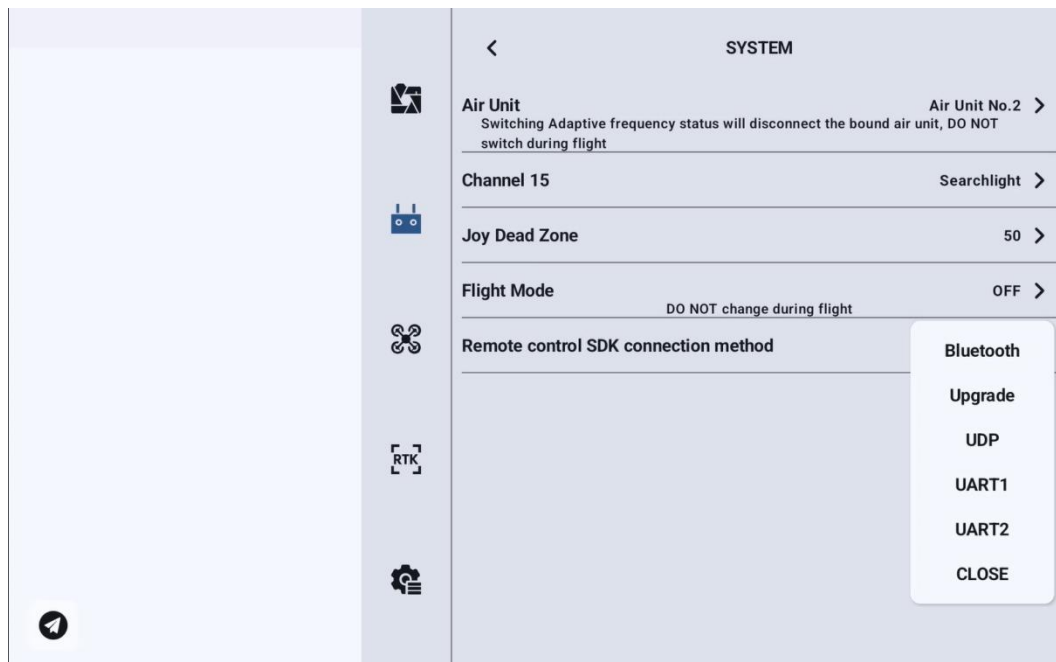 SYSTEM
Air Unit
Air Unit No.2
Switching Adaptive frequency status will disconnect the bound air unit, DO NOT
switch during flight
Channel 15
Searchlight
Joy Dead Zone
50
Flight Mode
OFF
DO NOT change during flight
Remote control SDK connection method
Bluetooth
Upgrade
UDP
UART1
UART2
CLOSE
RTK